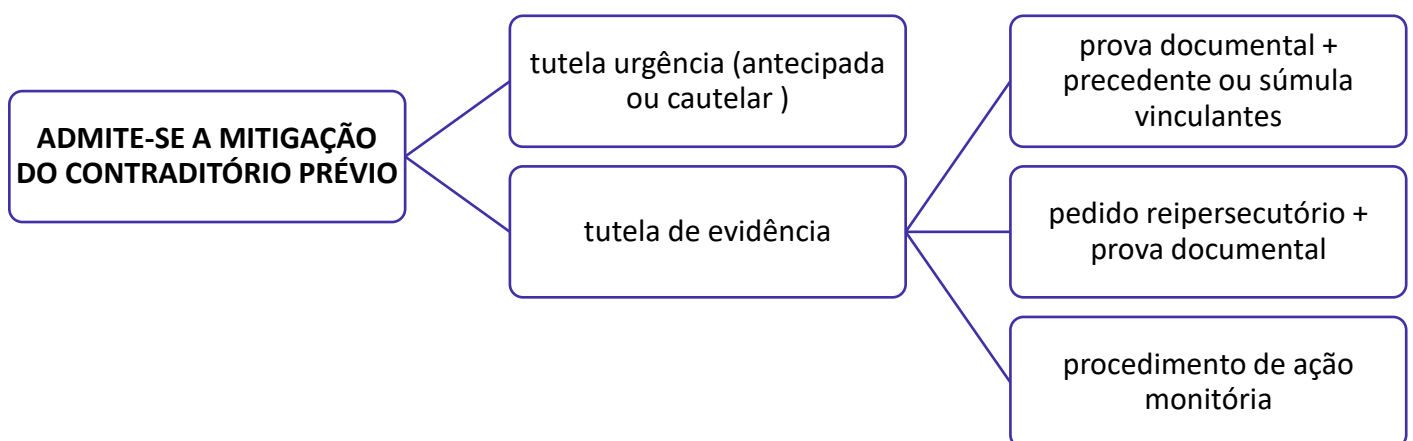 ADMITE-SE A MITIGAÇÃO
DO CONTRADITÓRIO PRÉVIO
tutela urgência (antecipada
ou cautelar )
tutela de evidência
prova documental +
precedente ou súmula
vinculantes
pedido reipersecutório +
prova documental
procedimento de ação
monitória